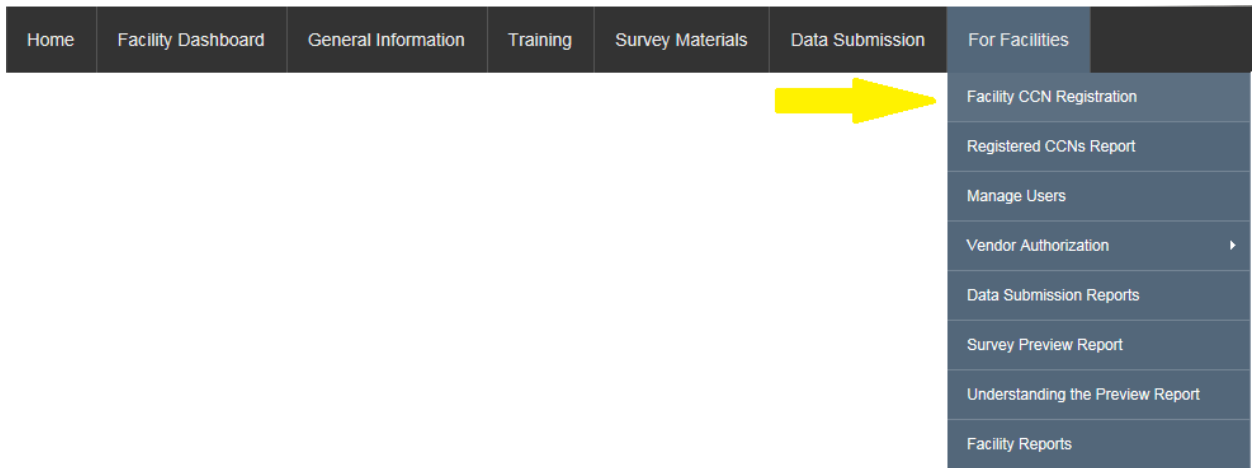 Home Facility Dashboard General Information Training Survey Materials Data Submission For Facilities
Facility CCN Registration
Registered CCNs Report
Manage Users
Vendor Authorization
Data Submission Reports
Survey Preview Report
Understanding the Preview Report
Facility Reports